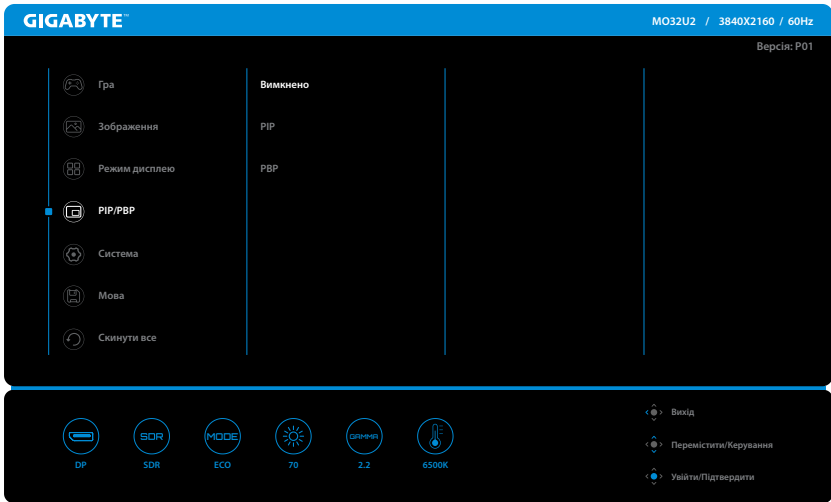 GIGABYTE™
MO32U2 / 3840X2160 / 60Hz
Версія: P01
Гра
Вимкнено
Зображення
PIP
Режим дисплею
PBP
PIP/PBP
Система
Мова
Скинути все
SDR
MODE
GAMMA
DP
SDR
ECO
70
2.2
6500K
Вихід
Перемістити/Керування
Увійти/Підтвердити